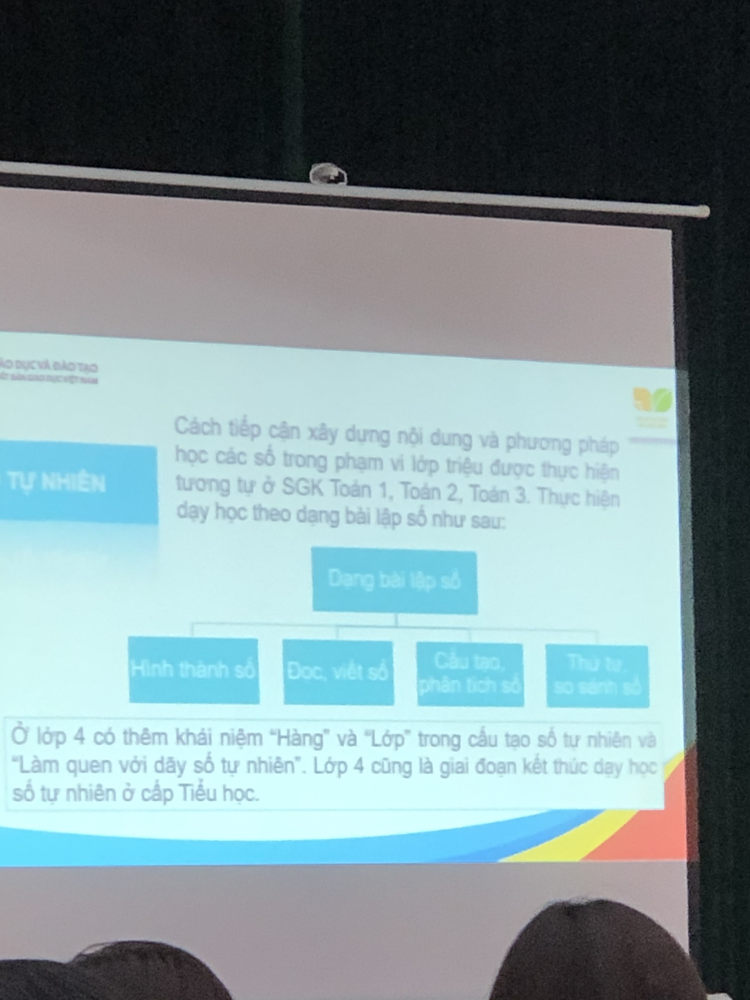 ÁO DỤC VÀ ĐÀO TẠO
ẤT BẢN GIÁO DỤC VIỆT NAM
TỰ NHIÊN
Cách tiếp cận xây dựng nội dung và phương pháp
học các số trong phạm vi lớp triệu được thực hiện
tương tự ở SGK Toán 1, Toán 2, Toán 3. Thực hiện
dạy học theo dạng bài lập số như sau:
Dạng bài lập số
Hình thành số
Đọc, viết số
Cấu tạo,
phân tích số
Thứ tự,
so sánh số
Ở lớp 4 có thêm khái niệm “Hàng” và “Lớp” trong cấu tạo số tự nhiên và
“Làm quen với dãy số tự nhiên”. Lớp 4 cũng là giai đoạn kết thúc dạy học
số tự nhiên ở cấp Tiểu học.